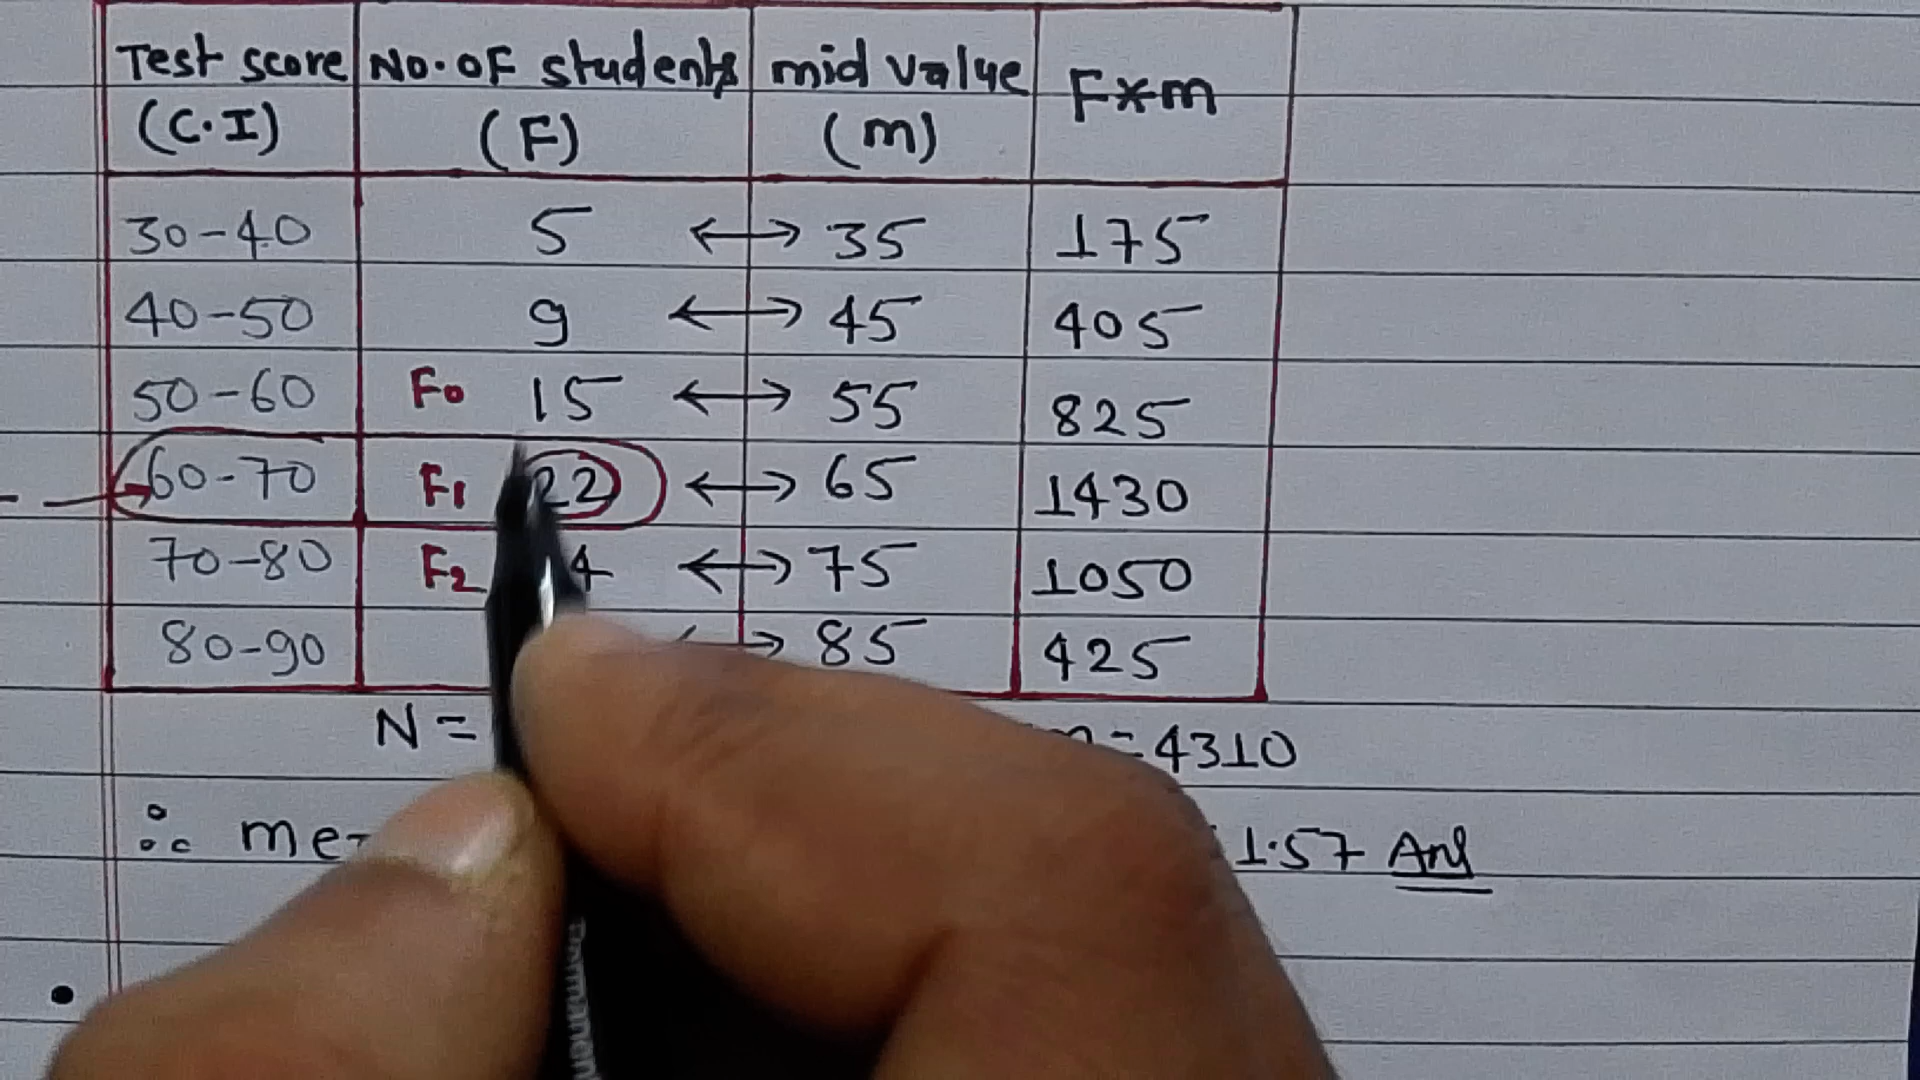 Test score No. of students mid value F*m
(C.I) (F) (m)
30-40 5 ↔ 35 175
40-50 9 ↔ 45 405
50-60 F0 15 ↔ 55 825
60-70 F1 22 ↔ 65 1430
70-80 F2 4 ↔ 75 1050
80-90 → 85 425
N = m = 4310
∴ me 1.57 Ans